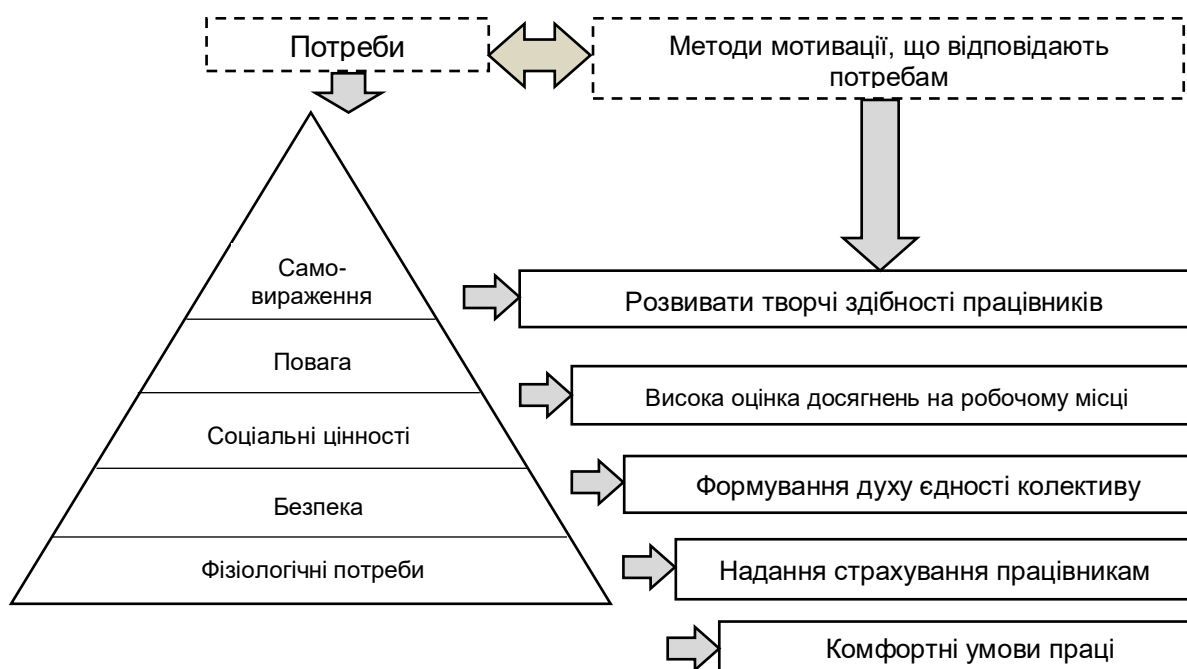 Потреби
Методи мотивації, що відповідають
потребам
Само-
вираження
Повага
Соціальні цінності
Безпека
Фізіологічні потреби
Розвивати творчі здібності працівників
Висока оцінка досягнень на робочому місці
Формування духу єдності колективу
Надання страхування працівникам
Комфортні умови праці